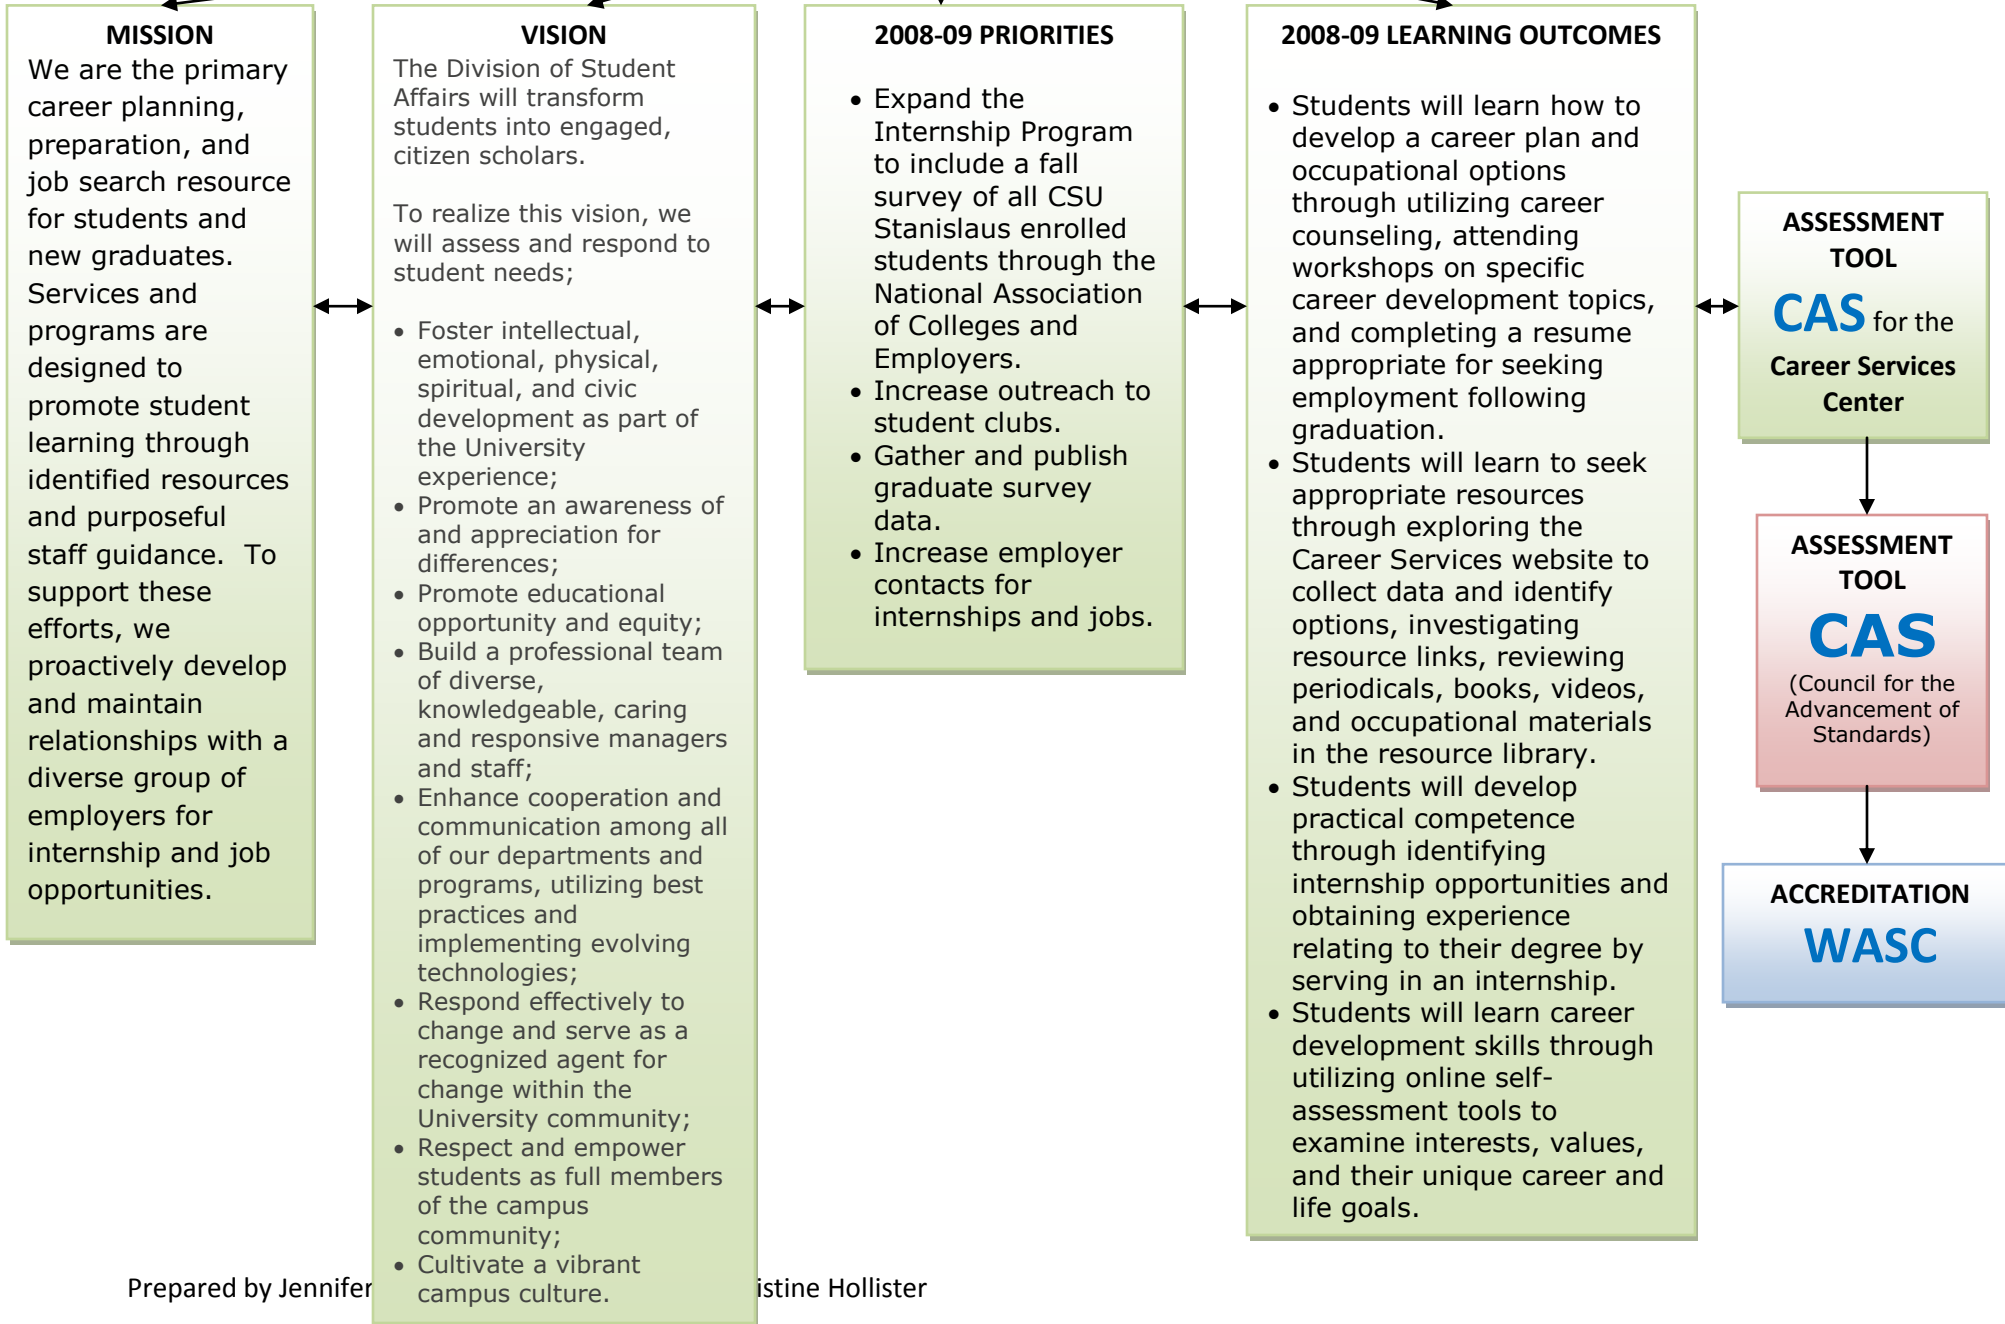 MISSION
We are the primary
career planning,
preparation, and
job search resource
for students and
new graduates.
Services and
programs are
designed to
promote student
learning through
identified resources
and purposeful
staff guidance.  To
support these
efforts, we
proactively develop
and maintain
relationships with a
diverse group of
employers for
internship and job
opportunities.
VISION
The Division of Student
Affairs will transform
students into engaged,
citizen scholars.
To realize this vision, we
will assess and respond to
student needs;
• Foster intellectual,
emotional, physical,
spiritual, and civic
development as part of
the University
experience;
• Promote an awareness of
and appreciation for
differences;
• Promote educational
opportunity and equity;
• Build a professional team
of diverse,
knowledgeable, caring
and responsive managers
and staff;
• Enhance cooperation and
communication among all
of our departments and
programs, utilizing best
practices and
implementing evolving
technologies;
• Respond effectively to
change and serve as a
recognized agent for
change within the
University community;
• Respect and empower
students as full members
of the campus
community;
• Cultivate a vibrant
campus culture.
2008-09 PRIORITIES
• Expand the
Internship Program
to include a fall
survey of all CSU
Stanislaus enrolled
students through the
National Association
of Colleges and
Employers.
• Increase outreach to
student clubs.
• Gather and publish
graduate survey
data.
• Increase employer
contacts for
internships and jobs.
2008-09 LEARNING OUTCOMES
• Students will learn how to
develop a career plan and
occupational options
through utilizing career
counseling, attending
workshops on specific
career development topics,
and completing a resume
appropriate for seeking
employment following
graduation.
• Students will learn to seek
appropriate resources
through exploring the
Career Services website to
collect data and identify
options, investigating
resource links, reviewing
periodicals, books, videos,
and occupational materials
in the resource library.
• Students will develop
practical competence
through identifying
internship opportunities and
obtaining experience
relating to their degree by
serving in an internship.
• Students will learn career
development skills through
utilizing online self-
assessment tools to
examine interests, values,
and their unique career and
life goals.
ASSESSMENT
TOOL
CAS for the
Career Services
Center
ASSESSMENT
TOOL
CAS
(Council for the
Advancement of
Standards)
ACCREDITATION
WASC
Prepared by Jennifer istine Hollister